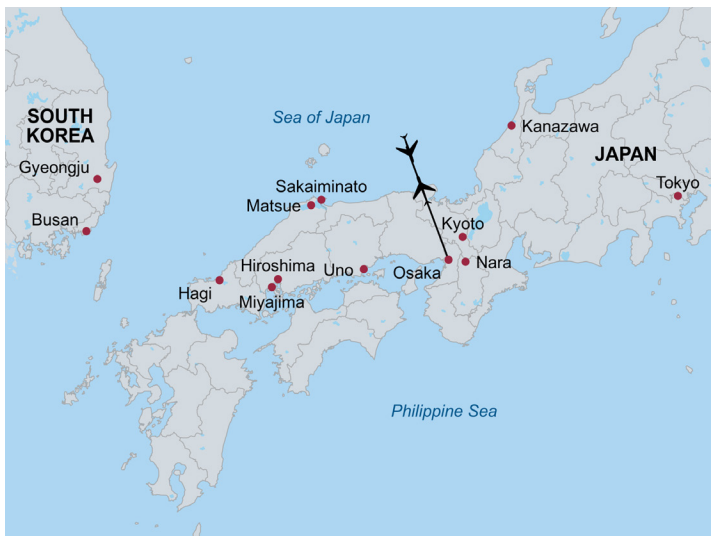 Sea of Japan
SOUTH
KOREA
Kanazawa
JAPAN
Gyeongju
Tokyo
Sakaiminato
Matsue
Busan
Kyoto
Hiroshima
Uno
Osaka
Nara
Hagi
Miyajima
Philippine Sea